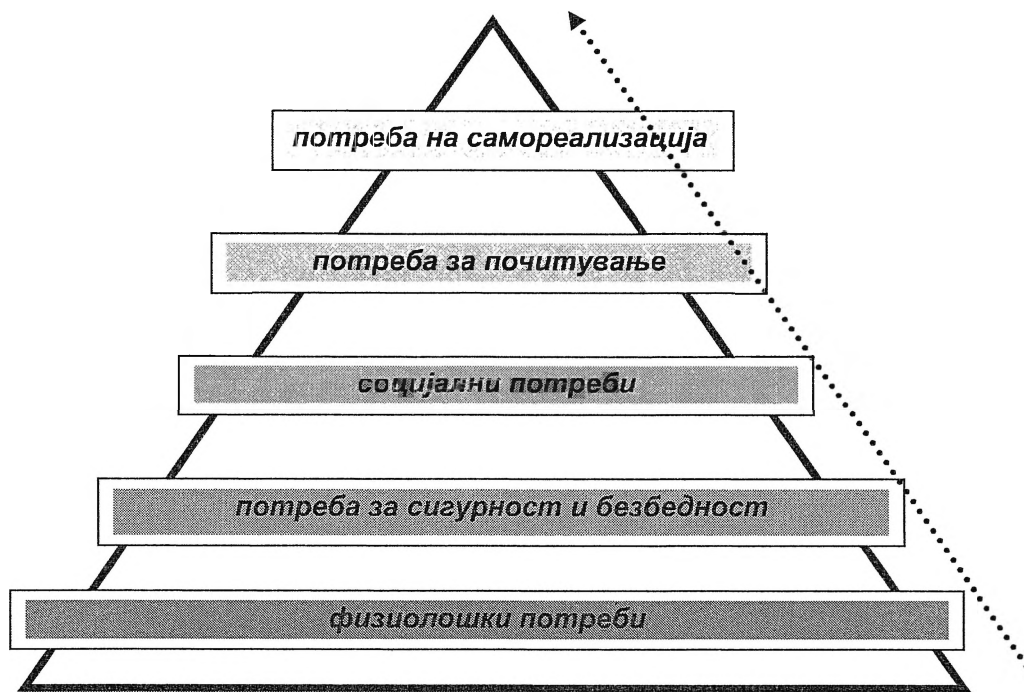 потреба на самореализација
потреба за почитување
социјални потреби
потреба за сигурност и безбедност
физиолошки потреби